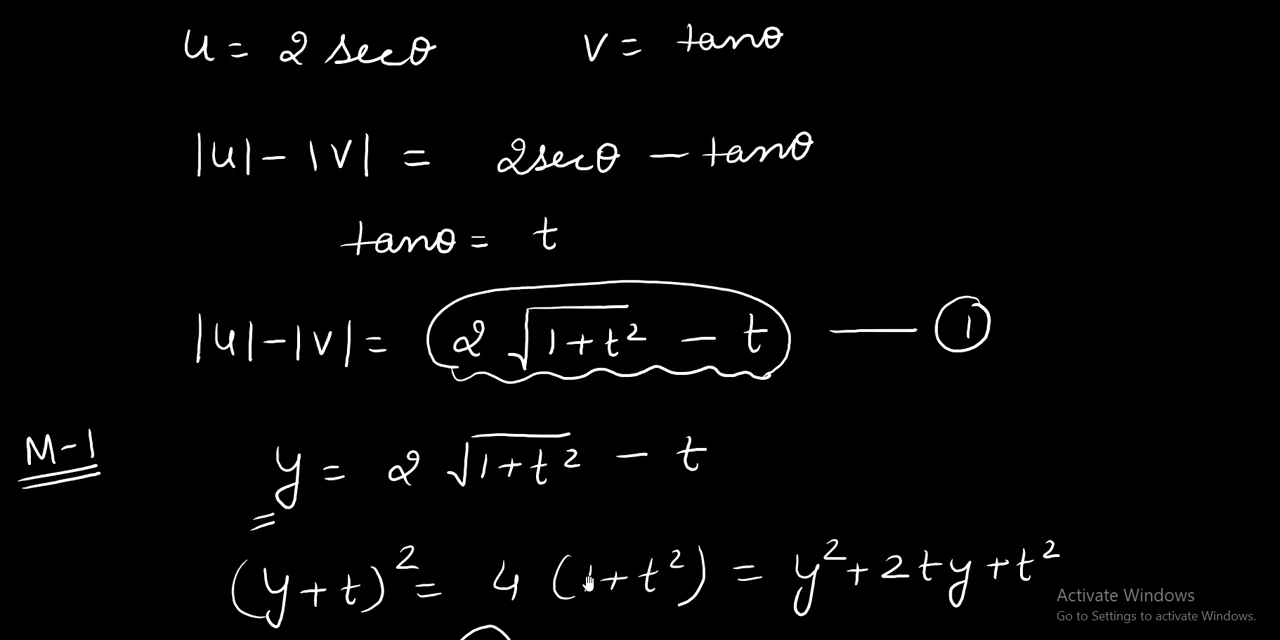 u = 2 secθ v = tanθ
|u| - |v| = 2secθ - tanθ
tanθ = t
|u| - |v| = 2 √(1+t²) - t — ①
M-1
y = 2 √(1+t²) - t
(y+t)² = 4 (1+t²) = y² + 2ty + t²
Activate Windows
Go to Settings to activate Windows.